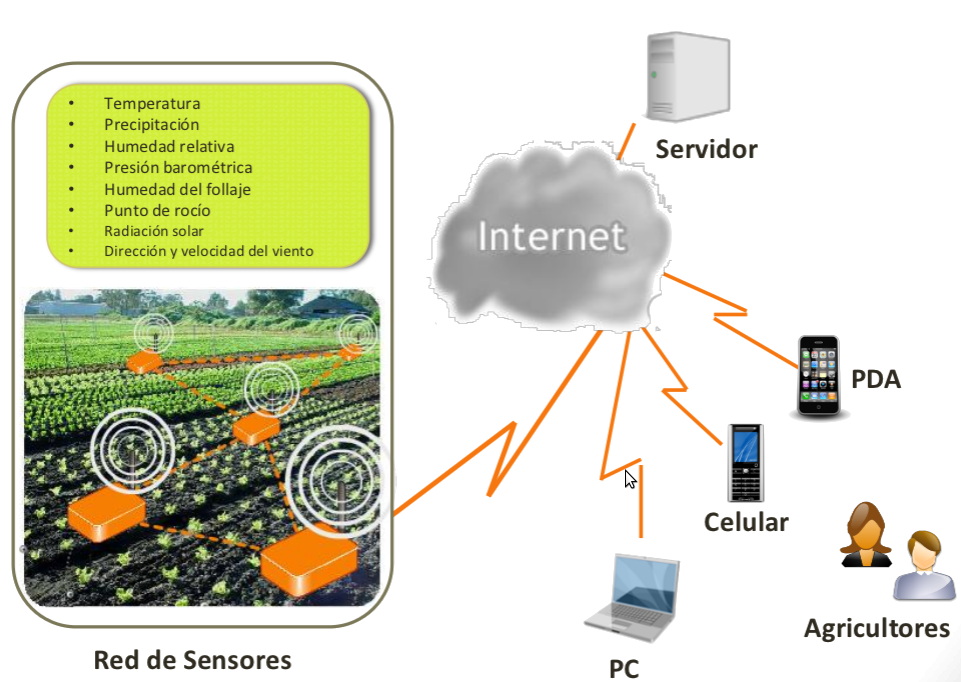 • Temperatura
• Precipitación
• Humedad relativa
• Presión barométrica
• Humedad del follaje
• Punto de rocío
• Radiación solar
• Dirección y velocidad del viento
Servidor
Internet
PDA
Celular
Agricultores
Red de Sensores
PC